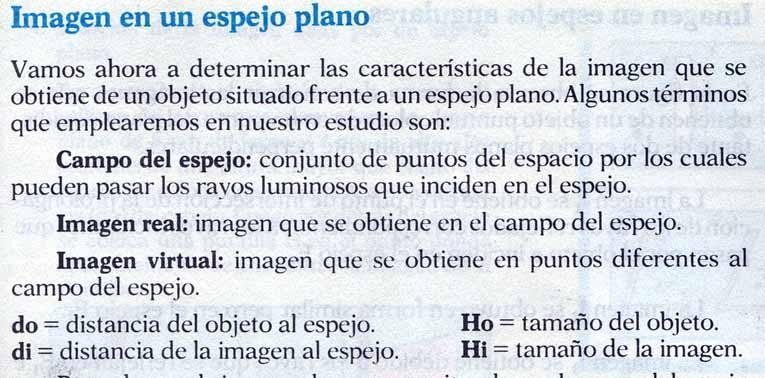 Imagen en un espejo plano
Vamos ahora a determinar las características de la imagen que se
obtiene de un objeto situado frente a un espejo plano. Algunos términos
que emplearemos en nuestro estudio son:
Campo del espejo: conjunto de puntos del espacio por los cuales
pueden pasar los rayos luminosos que inciden en el espejo.
Imagen real: imagen que se obtiene en el campo del espejo.
Imagen virtual: imagen que se obtiene en puntos diferentes al
campo del espejo.
do = distancia del objeto al espejo. Ho = tamaño del objeto.
di = distancia de la imagen al espejo. Hi = tamaño de la imagen.